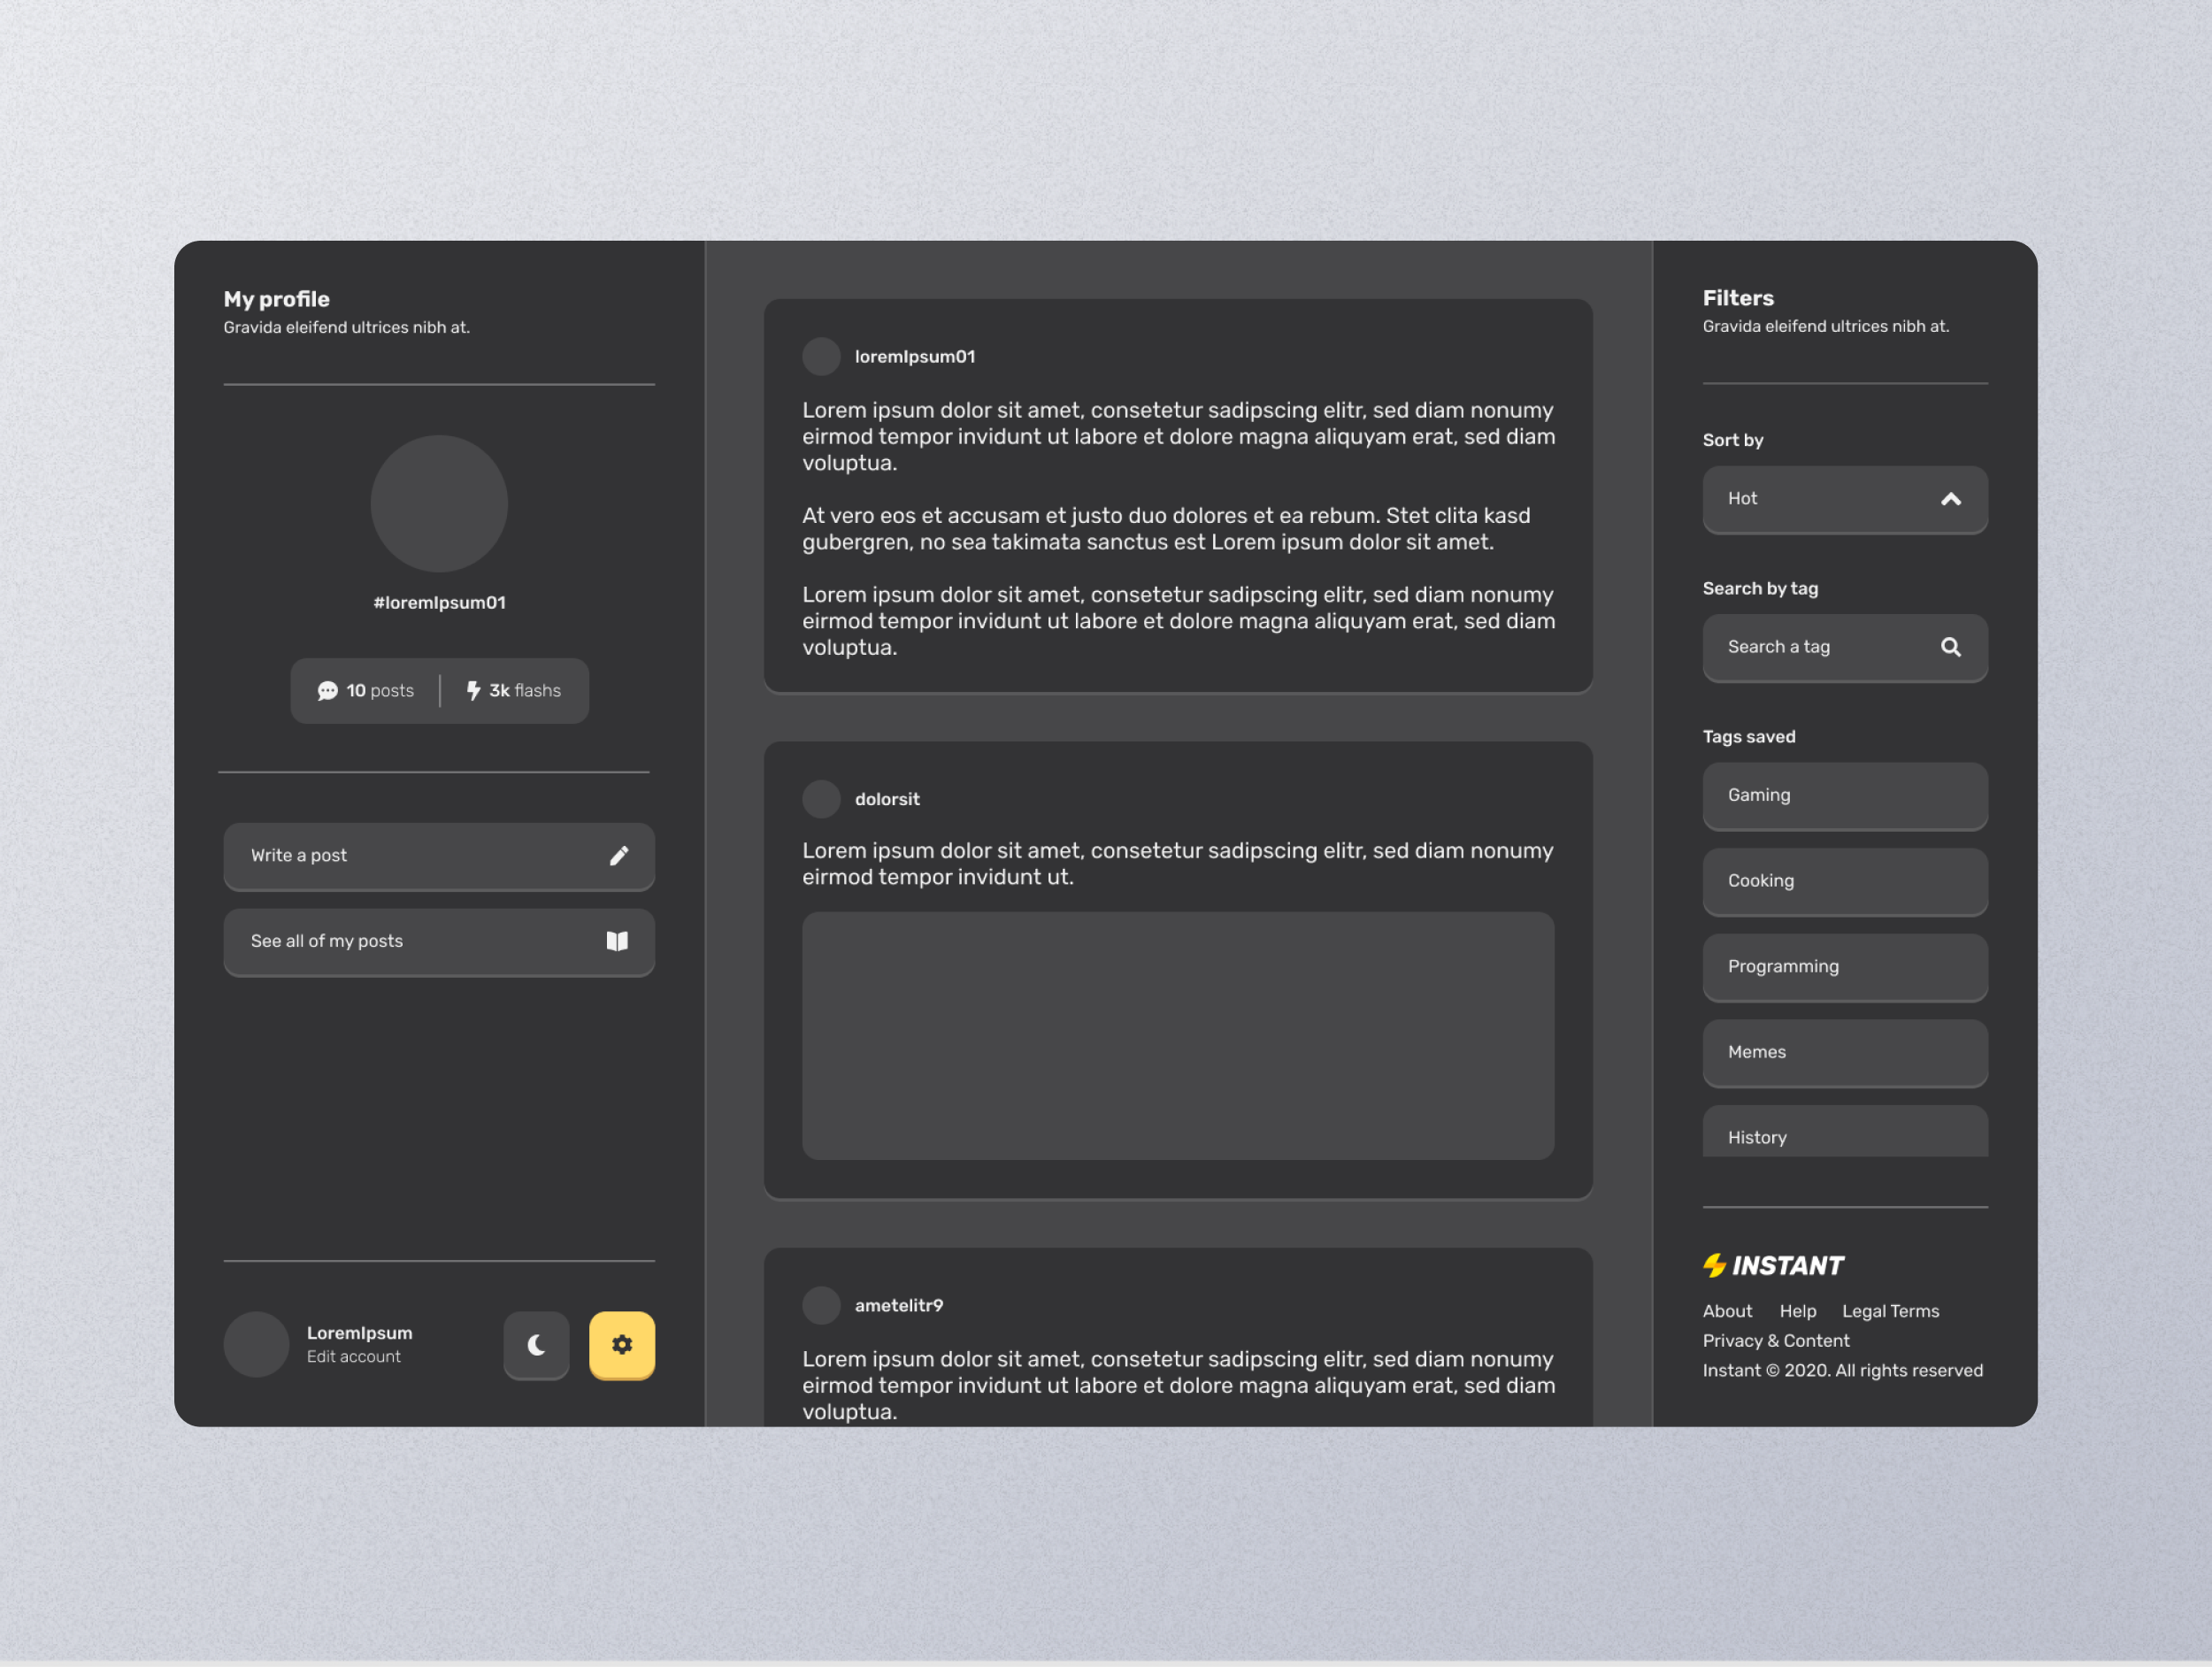 My profile
Gravida eleifend ultrices nibh at.
#loremIpsum01
10 posts
3k flashs
Write a post
See all of my posts
LoremIpsum
Edit account
loremIpsum01
Lorem ipsum dolor sit amet, consetetur sadipscing elitr, sed diam nonumy
eirmod tempor invidunt ut labore et dolore magna aliquyam erat, sed diam
voluptua.
At vero eos et accusam et justo duo dolores et ea rebum. Stet clita kasd
gubergren, no sea takimata sanctus est Lorem ipsum dolor sit amet.
Lorem ipsum dolor sit amet, consetetur sadipscing elitr, sed diam nonumy
eirmod tempor invidunt ut labore et dolore magna aliquyam erat, sed diam
voluptua.
dolorsit
Lorem ipsum dolor sit amet, consetetur sadipscing elitr, sed diam nonumy
eirmod tempor invidunt ut.
ametelitr9
Lorem ipsum dolor sit amet, consetetur sadipscing elitr, sed diam nonumy
eirmod tempor invidunt ut labore et dolore magna aliquyam erat, sed diam
voluptua.
Filters
Gravida eleifend ultrices nibh at.
Sort by
Hot
Search by tag
Search a tag
Tags saved
Gaming
Cooking
Programming
Memes
History
INSTANT
About Help Legal Terms
Privacy & Content
Instant © 2020. All rights reserved